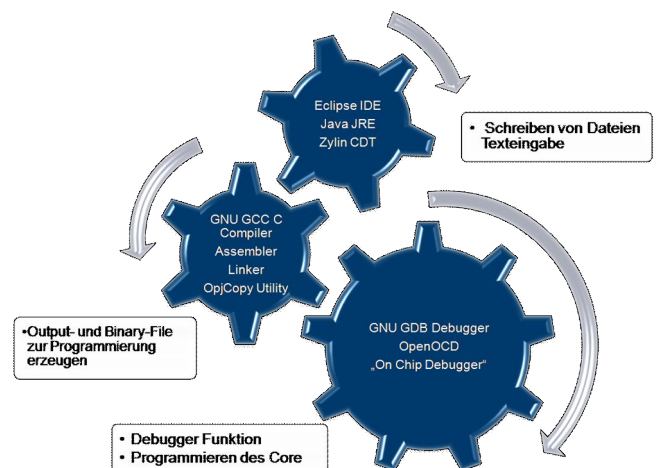 Eclipse IDE
Java JRE
Zylin CDT
• Schreiben von Dateien
Texteingabe
GNU GCC C
Compiler
Assembler
Linker
OpjCopy Utility
•Output- und Binary-File
zur Programmierung
erzeugen
GNU GDB Debugger
OpenOCD
„On Chip Debugger“
• Debugger Funktion
• Programmieren des Core